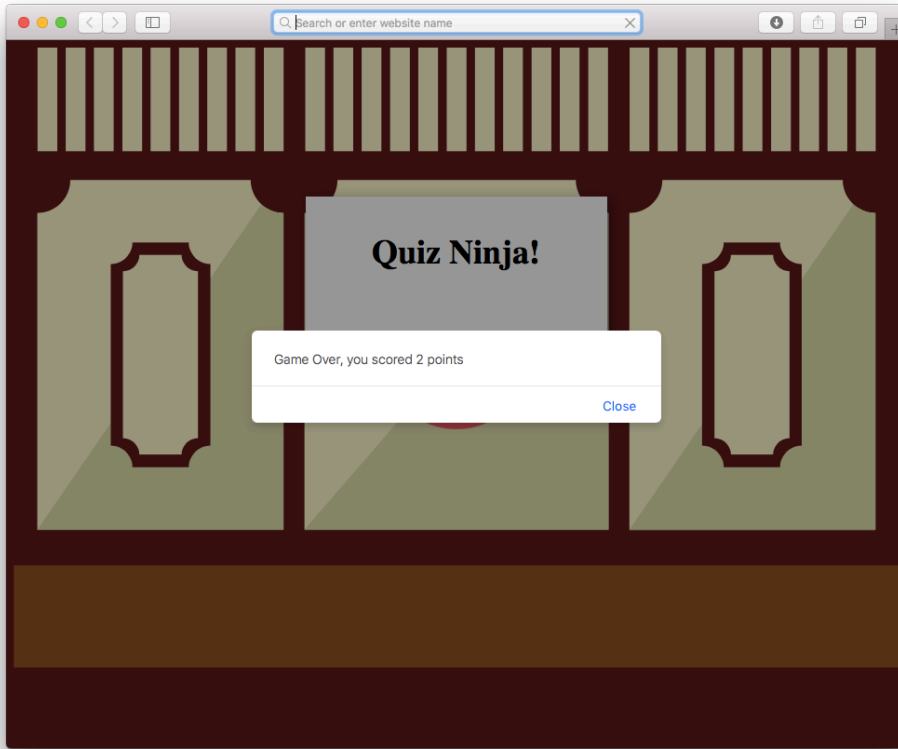 Search or enter website name
Quiz Ninja!
Game Over, you scored 2 points
Close